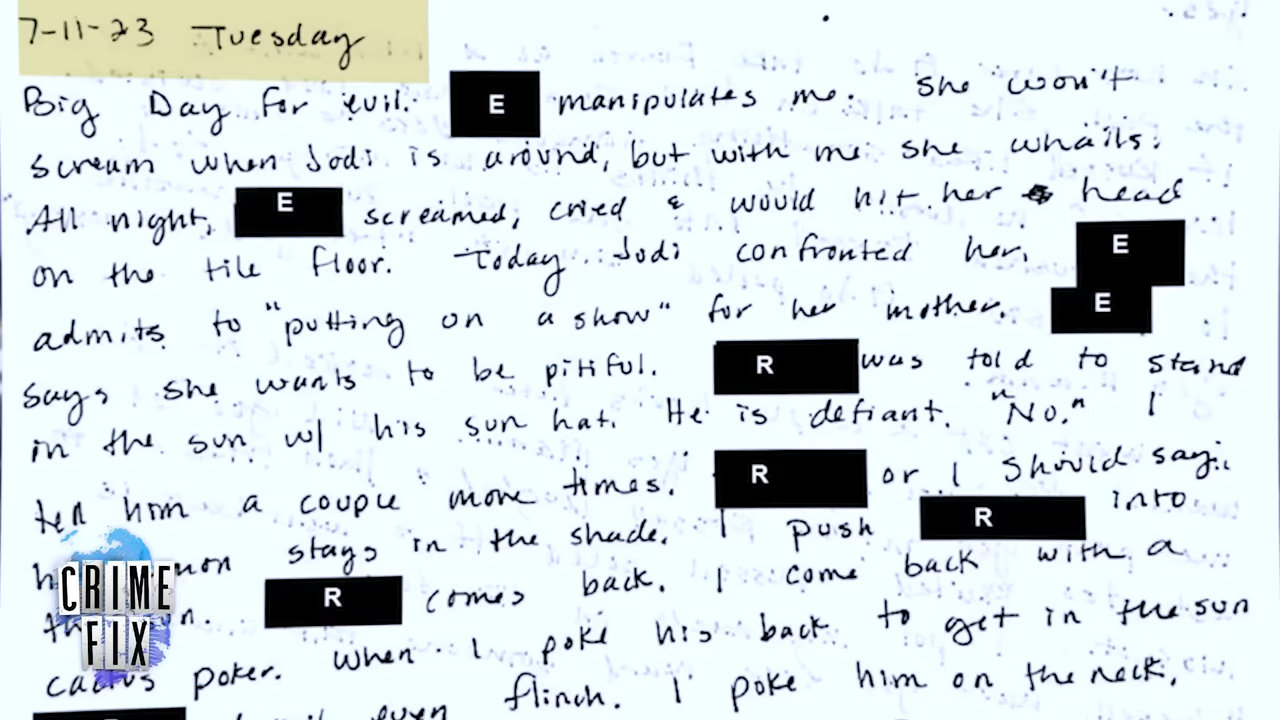 7-11-23 Tuesday
Big Day for evil. E manipulates me. She won't
scream when Jodi is around, but with me she whails.
All night, E screamed, cried & would hit her head
on the tile floor. Today Jodi confronted her. E
admits to "putting on a show" for her mother. E
says she wants to be pitiful. R was told to stand
in the sun w/ his sun hat. He is defiant. "No." I
tell him a couple more times. R or I should say,
stays in the shade. I push R into
R comes back. I come back with a
cactus poker. When I poke his back to get in the sun
even flinch. I poke him on the neck,
CRIME
FIX